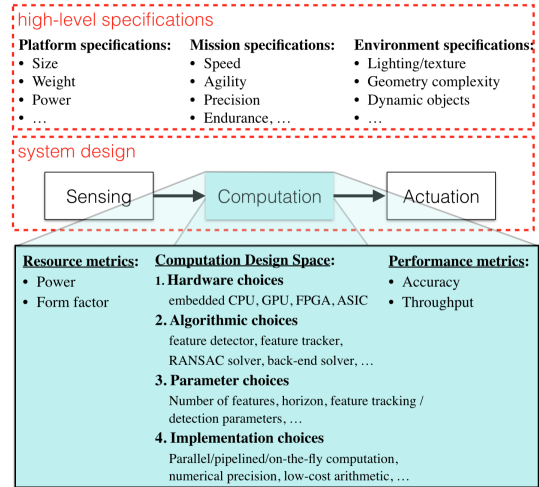 high-level specifications
Platform specifications:
• Size
• Weight
• Power
• …
Mission specifications:
• Speed
• Agility
• Precision
• Endurance, …
Environment specifications:
• Lighting/texture
• Geometry complexity
• Dynamic objects
• …
system design
Sensing
Computation
Actuation
Resource metrics:
• Power
• Form factor
Computation Design Space:
1. Hardware choices
embedded CPU, GPU, FPGA, ASIC
2. Algorithmic choices
feature detector, feature tracker,
RANSAC solver, back-end solver, …
3. Parameter choices
Number of features, horizon, feature tracking /
detection parameters, …
4. Implementation choices
Parallel/pipelined/on-the-fly computation,
numerical precision, low-cost arithmetic, …
Performance metrics:
• Accuracy
• Throughput